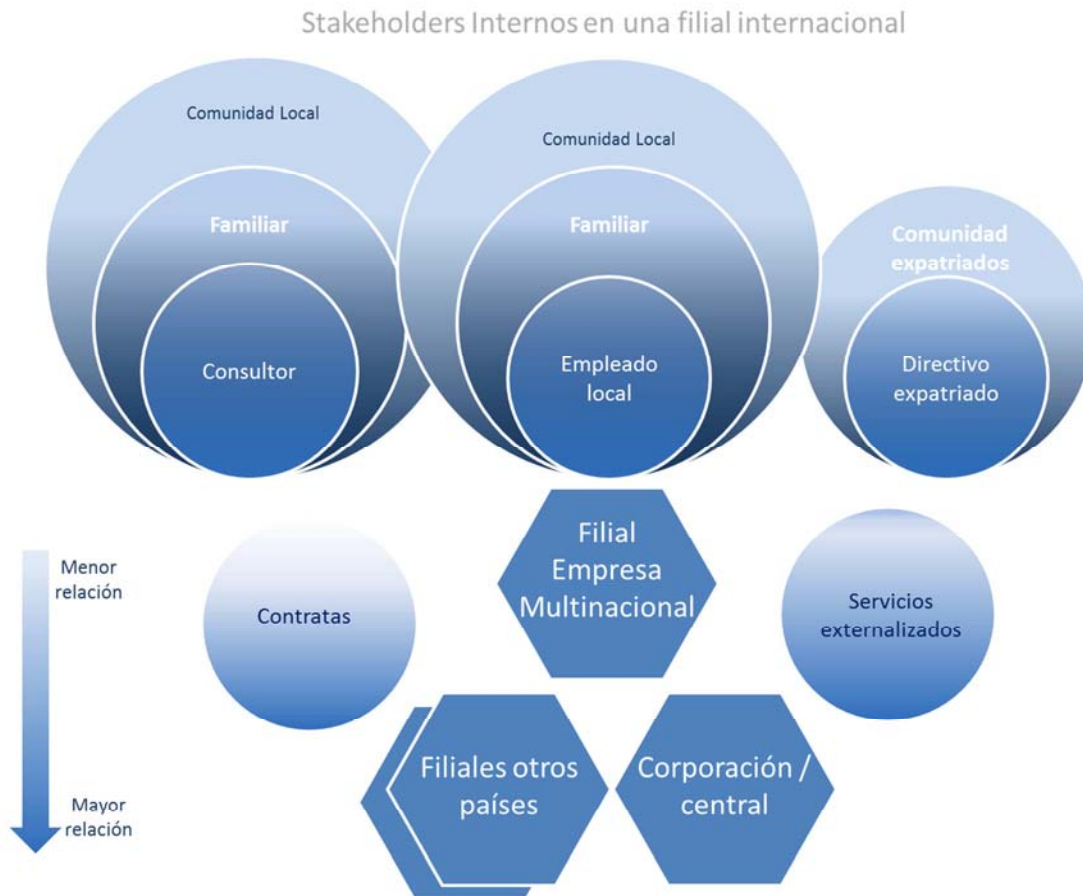 Stakeholders Internos en una filial internacional
Comunidad Local
Familiar
Consultor
Comunidad Local
Familiar
Empleado
local
Comunidad
expatriados
Directivo
expatriado
Menor
relación
Mayor
relación
Contratas
Filial
Empresa
Multinacional
Servicios
externalizados
Filiales otros
países
Corporación /
central